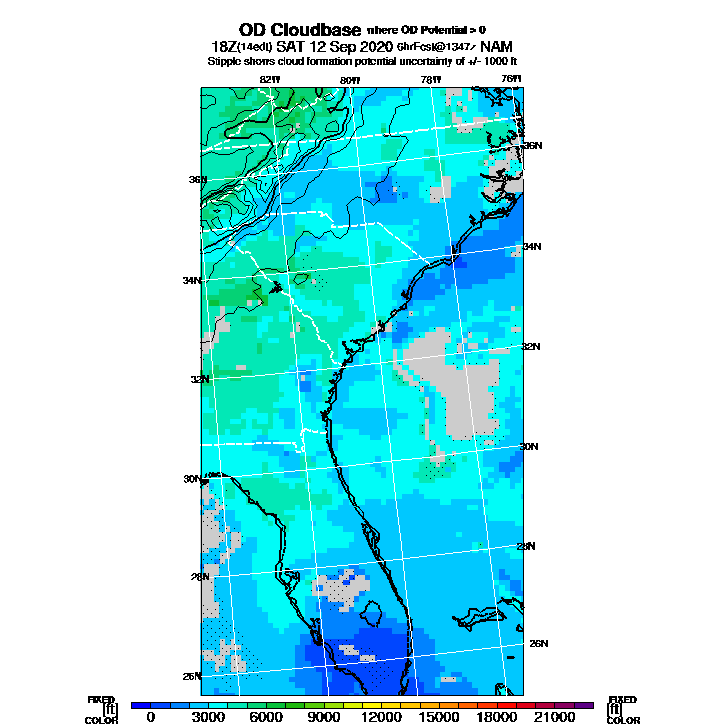 OD Cloudbase where OD Potential > 0
18Z(14edt) SAT 12 Sep 2020 6hrFcst@1347z NAM
Stipple shows cloud formation potential uncertainty of +/- 1000 ft
82W 80W 78W 76W
36N
36N
34N
34N
32N
32N
30N
30N
28N
28N
26N
26N
FIXED FIXED
[ft] [ft]
COLOR 0 3000 6000 9000 12000 15000 18000 21000 COLOR